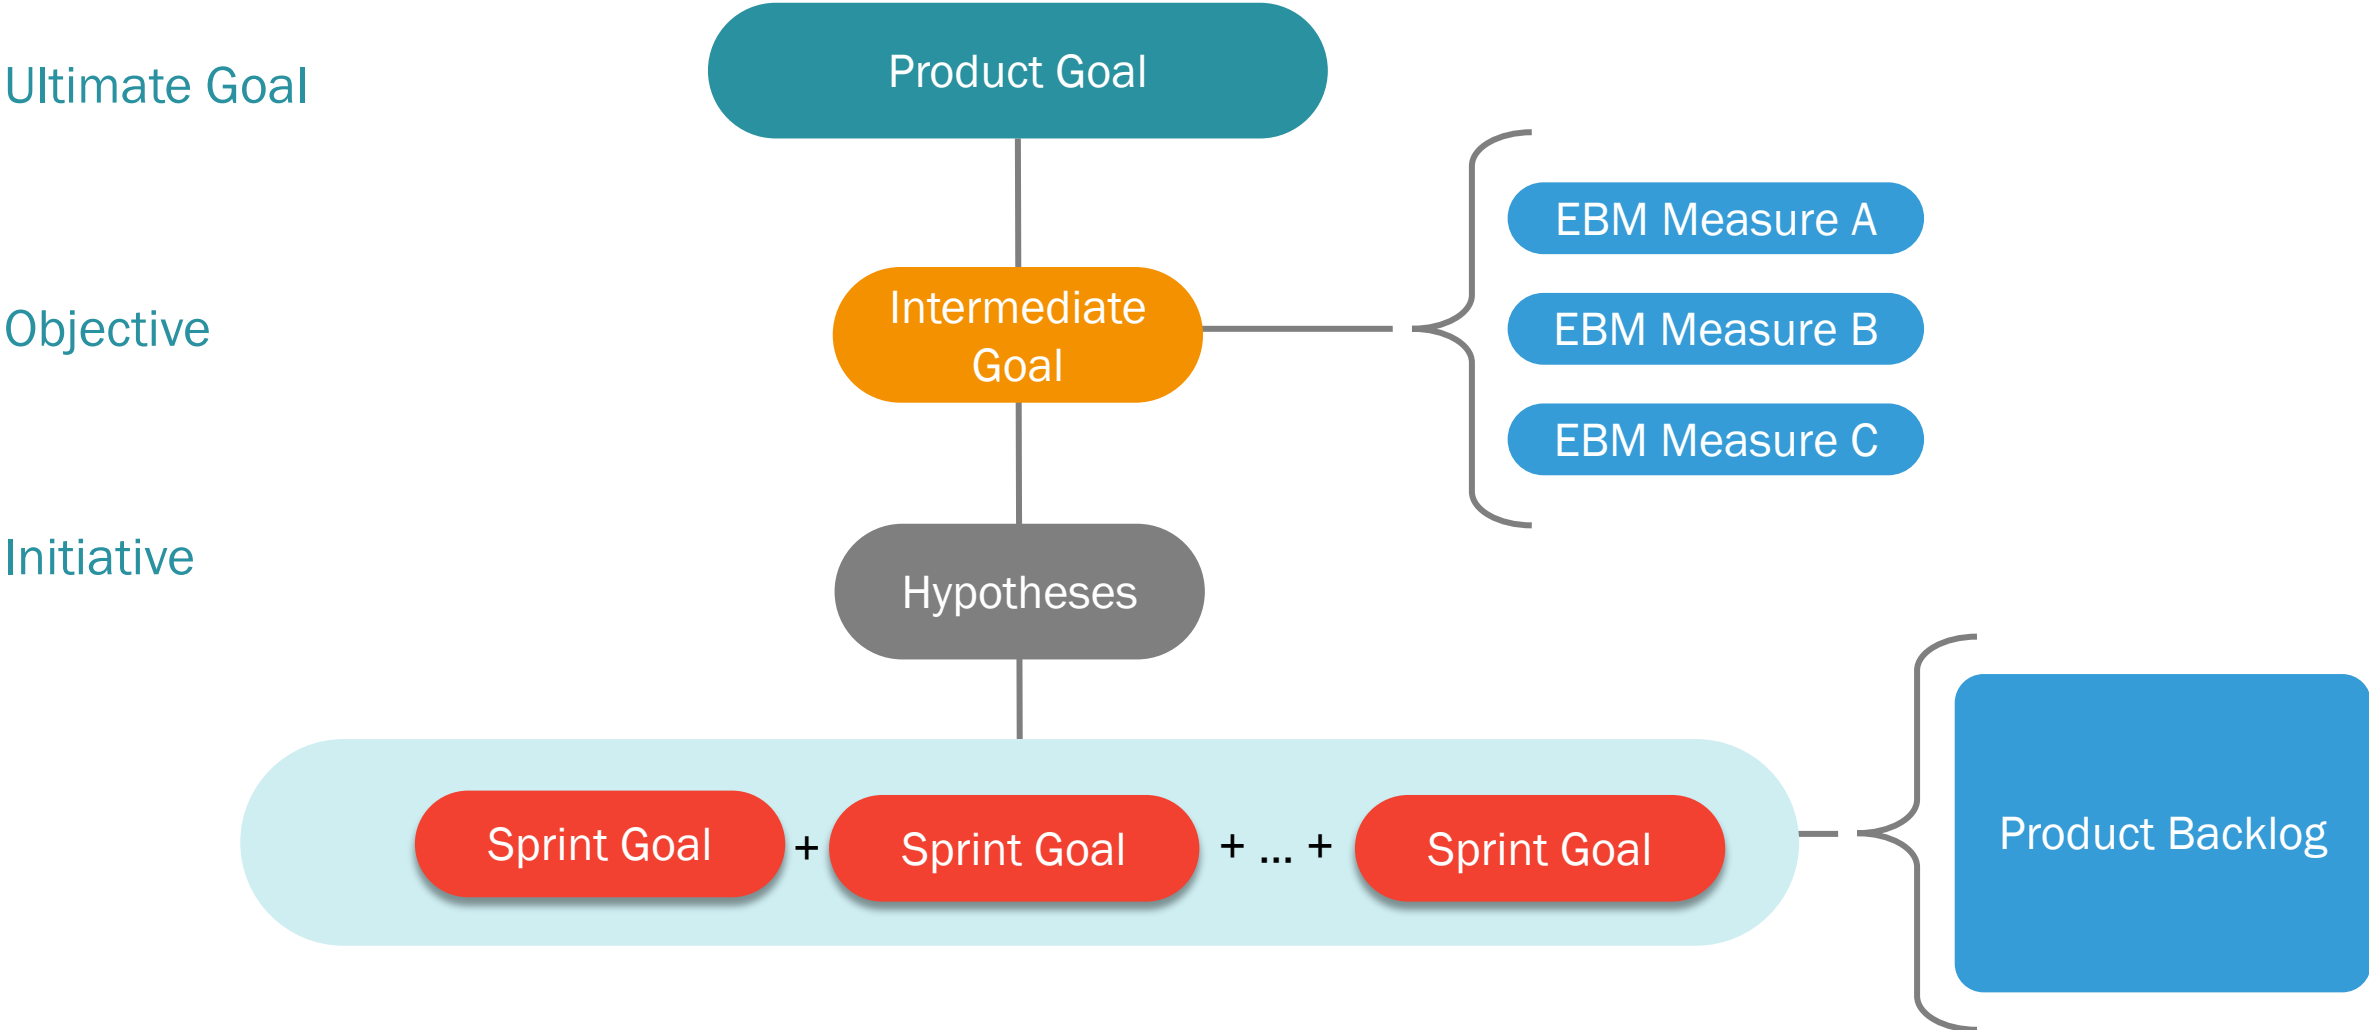 Product Goal
Ultimate Goal
EBM Measure A
Intermediate
Goal
Objective
EBM Measure B
EBM Measure C
Initiative
Hypotheses
Sprint Goal + Sprint Goal + ... + Sprint Goal
Product Backlog